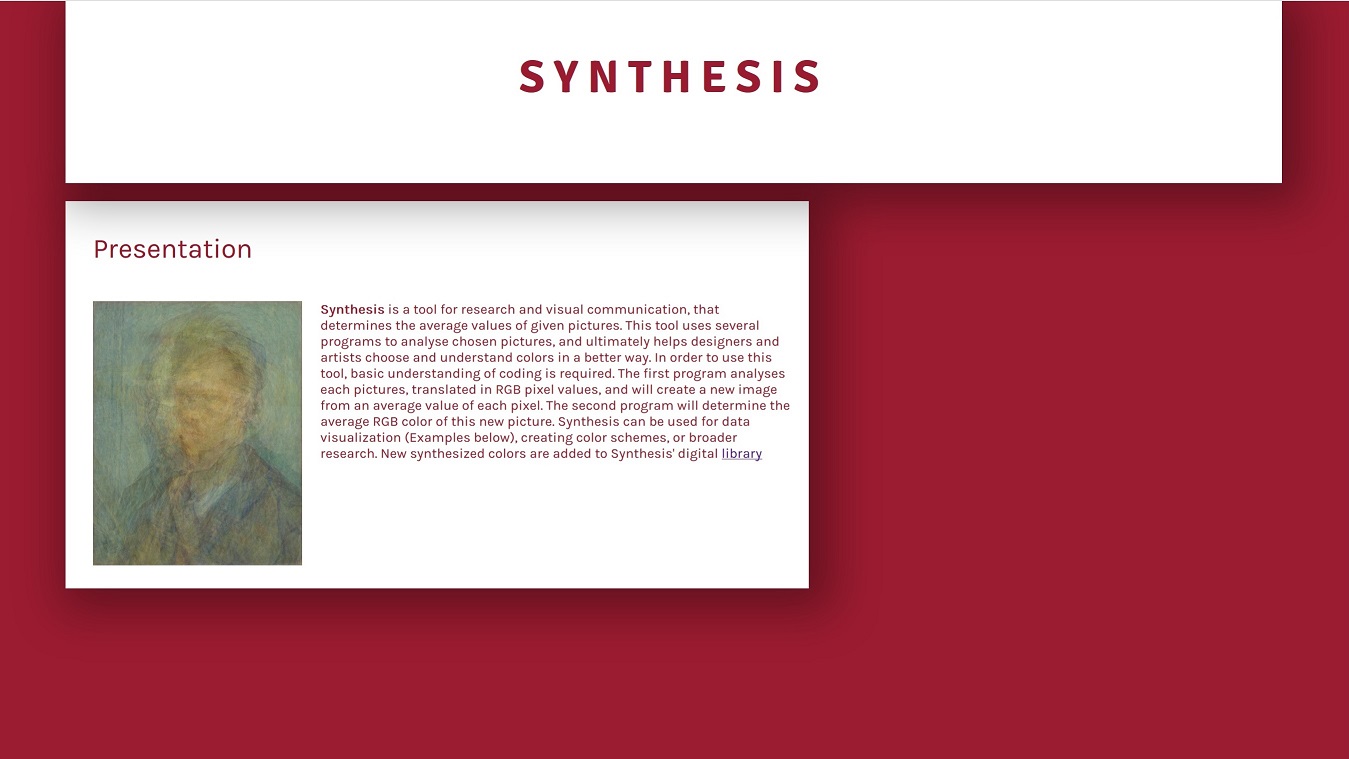 SYNTHESIS
Presentation
Synthesis is a tool for research and visual communication, that
determines the average values of given pictures. This tool uses several
programs to analyse chosen pictures, and ultimately helps designers and
artists choose and understand colors in a better way. In order to use this
tool, basic understanding of coding is required. The first program analyses
each pictures, translated in RGB pixel values, and will create a new image
from an average value of each pixel. The second program will determine the
average RGB color of this new picture. Synthesis can be used for data
visualization (Examples below), creating color schemes, or broader
research. New synthesized colors are added to Synthesis' digital library